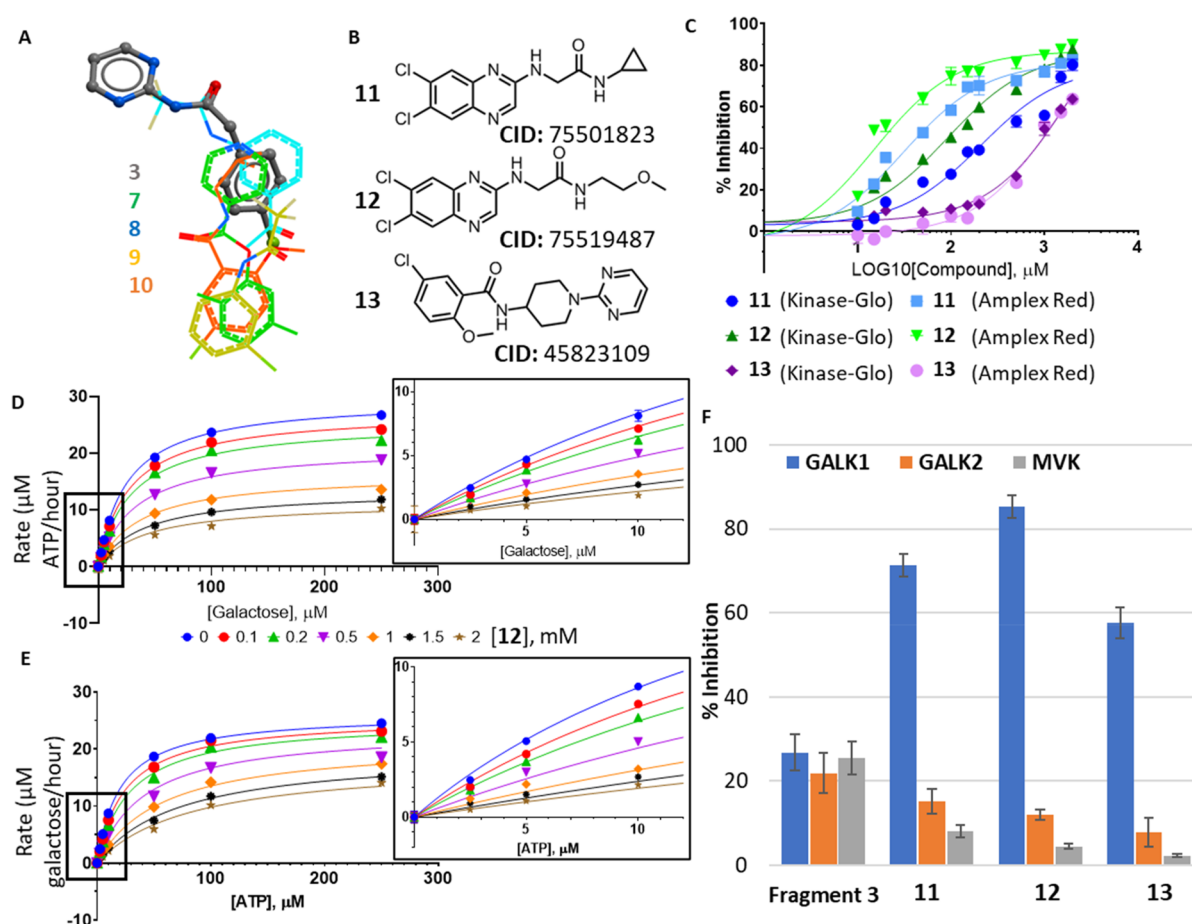 A
3
7
8
9
10
B
Cl
Cl
N
N
H
N
O
N
H
11
CID: 75501823
Cl
Cl
N
N
H
N
O
N
H
O
12
CID: 75519487
Cl
O
N
H
O
N
N
N
13
CID: 45823109
C
% Inhibition
100
80
60
40
20
0
1
2
3
4
LOG10[Compound], μM
11 (Kinase-Glo) 11 (Amplex Red)
12 (Kinase-Glo) 12 (Amplex Red)
13 (Kinase-Glo) 13 (Amplex Red)
D
Rate (μM
ATP/hour)
30
20
10
0
-10
100 200 300
[Galactose], μM
10
5
0
5 10
[Galactose], μM
0 0.1 0.2 0.5 1 1.5 2 [12], mM
E
Rate (μM
galactose/hour)
30
20
10
0
-10
100 200 300
[ATP], μM
10
5
0
5 10
[ATP], μM
F
% Inhibition
100
80
60
40
20
0
GALK1 GALK2 MVK
Fragment 3 11 12 13